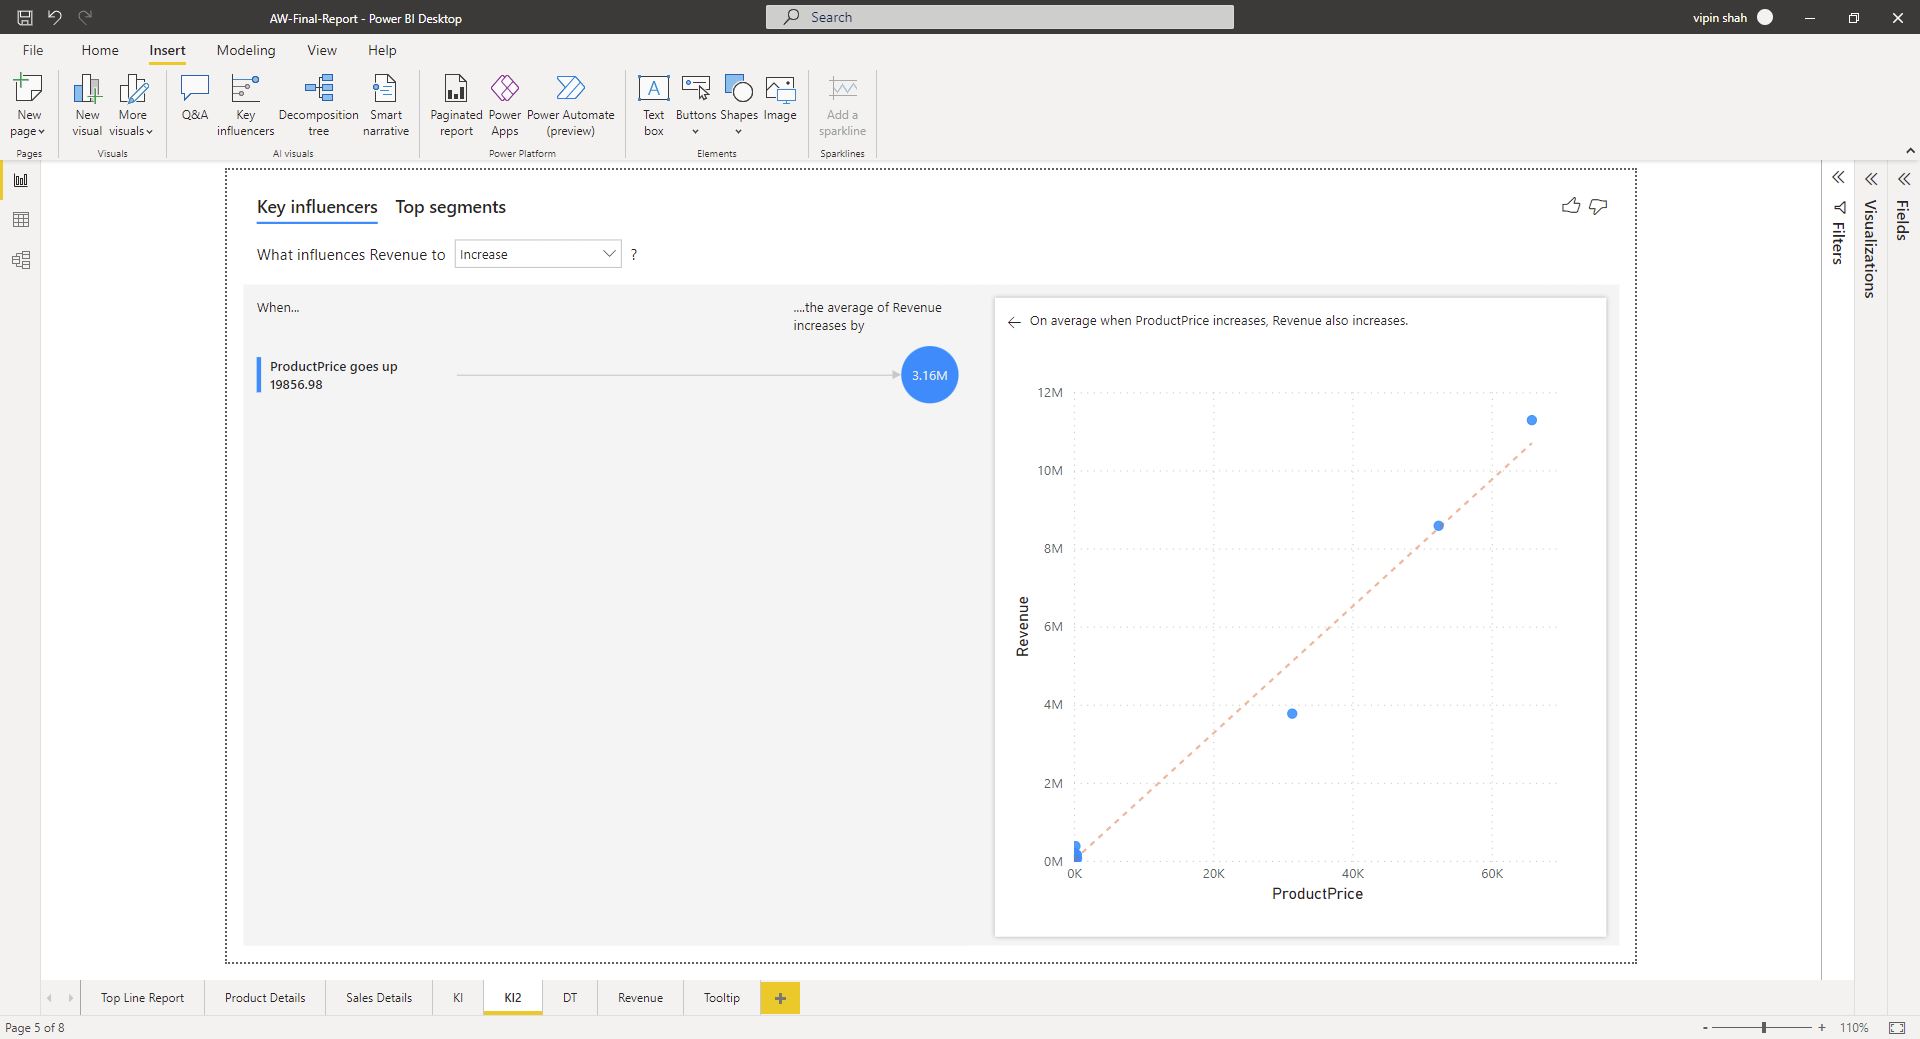 AW-Final-Report - Power BI Desktop
Search
vipin shah
File Home Insert Modeling View Help
New page
Pages
New visual
More visuals
Visuals
Q&A
Key influencers
Decomposition tree
Smart narrative
AI visuals
Paginated report
Power Apps
Power Automate (preview)
Power Platform
Text box
Buttons
Shapes
Image
Elements
Add a sparkline
Sparklines
Key influencers Top segments
What influences Revenue to Increase ?
When...
....the average of Revenue
increases by
ProductPrice goes up
19856.98
3.16M
On average when ProductPrice increases, Revenue also increases.
12M
10M
8M
6M
4M
2M
0M
Revenue
0K 20K 40K 60K
ProductPrice
Filters
Visualizations
Fields
Top Line Report Product Details Sales Details KI KI2 DT Revenue Tooltip +
Page 5 of 8
- + 110%